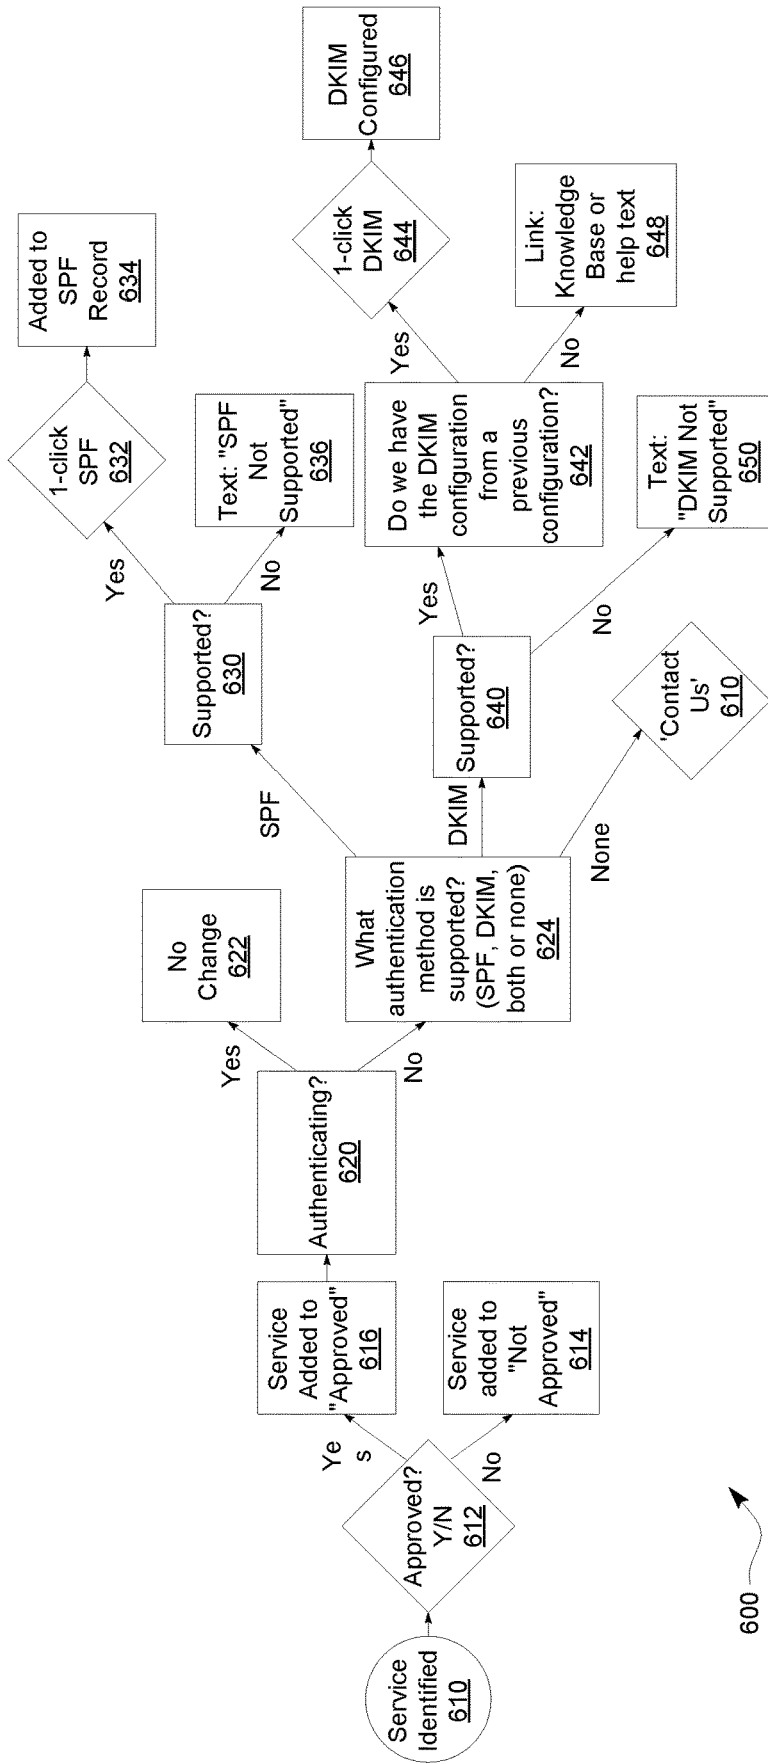 Service
Identified
610
Approved?
Y/N
612
Ye
s
No
Service
Added to
"Approved"
616
Service
added to
"Not
Approved"
614
Authenticating?
620
Yes
No
No
Change
622
What
authentication
method is
supported?
(SPF, DKIM,
both or none)
624
SPF
DKIM
None
Supported?
630
Yes
No
1-click
SPF
632
Added to
SPF
Record
634
Text: "SPF
Not
Supported"
636
Supported?
640
Yes
No
Do we have
the DKIM
configuration
from a
previous
configuration?
642
Yes
No
1-click
DKIM
644
DKIM
Configured
646
Link:
Knowledge
Base or
help text
648
Text:
"DKIM Not
Supported"
650
'Contact
Us'
610
600